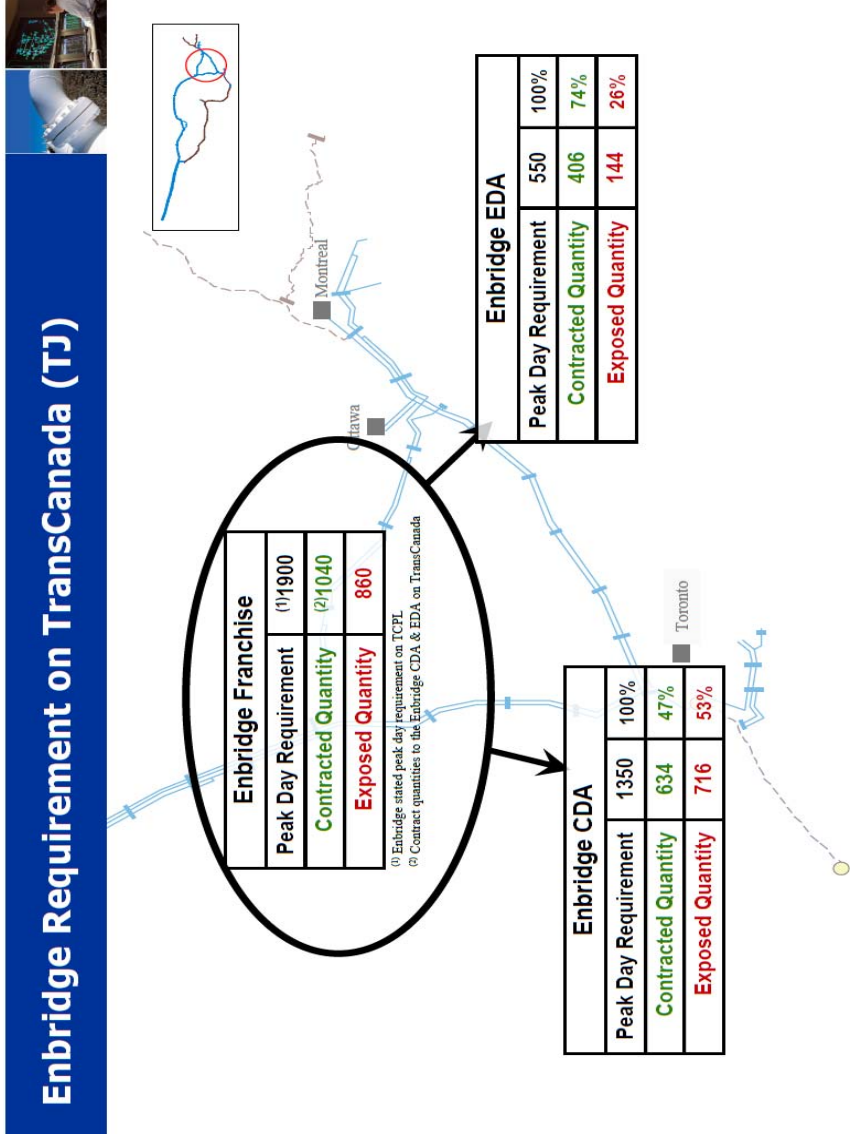 Enbridge Requirement on TransCanada (TJ)
Enbridge Franchise
Peak Day Requirement (1)1900
Contracted Quantity (2)1040
Exposed Quantity 860
(1) Enbridge stated peak day requirement on TCPL
(2) Contract quantities to the Enbridge CDA & EDA on TransCanada
Ottawa
Montreal
Toronto
Enbridge CDA
Peak Day Requirement 1350 100%
Contracted Quantity 634 47%
Exposed Quantity 716 53%
Enbridge EDA
Peak Day Requirement 550 100%
Contracted Quantity 406 74%
Exposed Quantity 144 26%